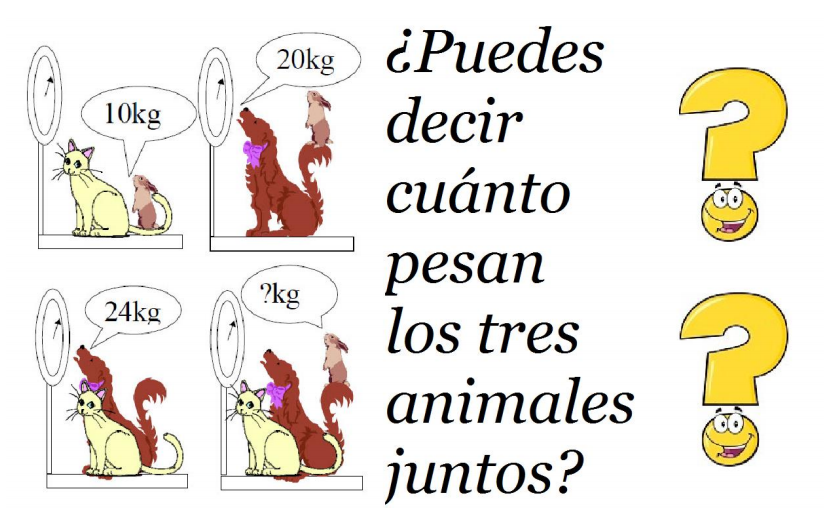 10kg
20kg
24kg
?kg
¿Puedes
decir
cuánto
pesan
los tres
animales
juntos?